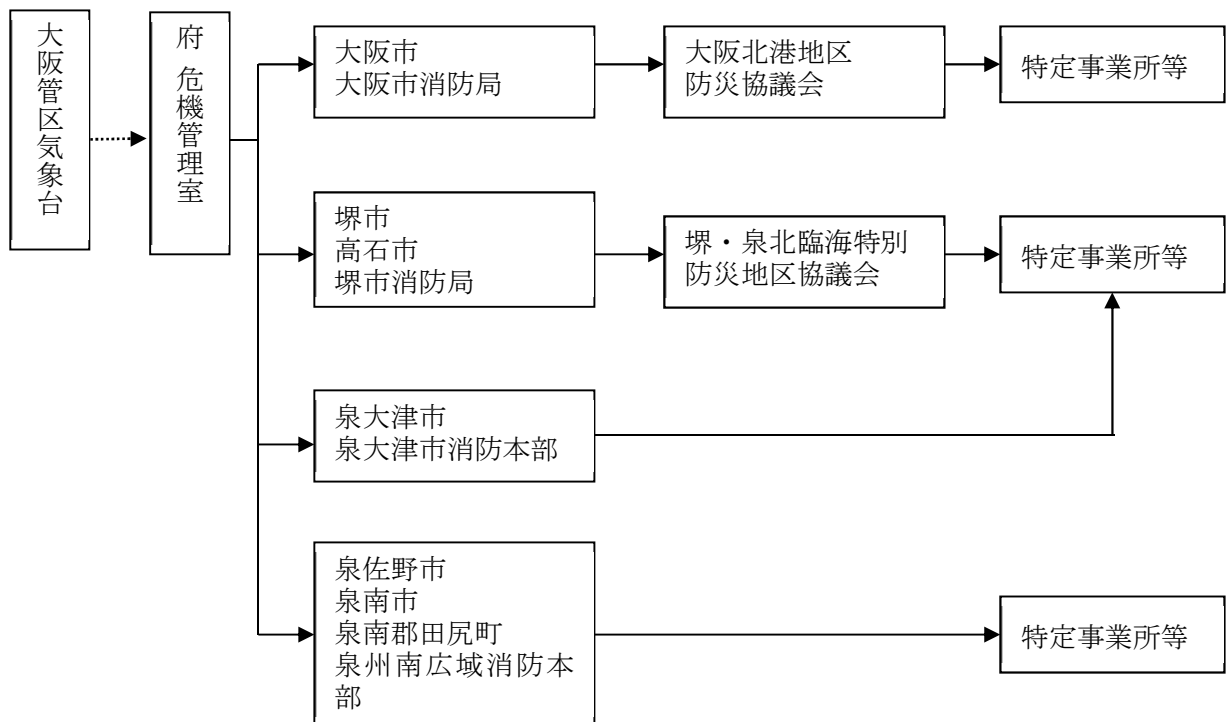 大阪管区気象台
府 危機管理室
大阪市
大阪市消防局
大阪北港地区
防災協議会
特定事業所等
堺市
高石市
堺市消防局
堺・泉北臨海特別
防災地区協議会
特定事業所等
泉大津市
泉大津市消防本部
泉佐野市
泉南市
泉南郡田尻町
泉州南広域消防本
部
特定事業所等